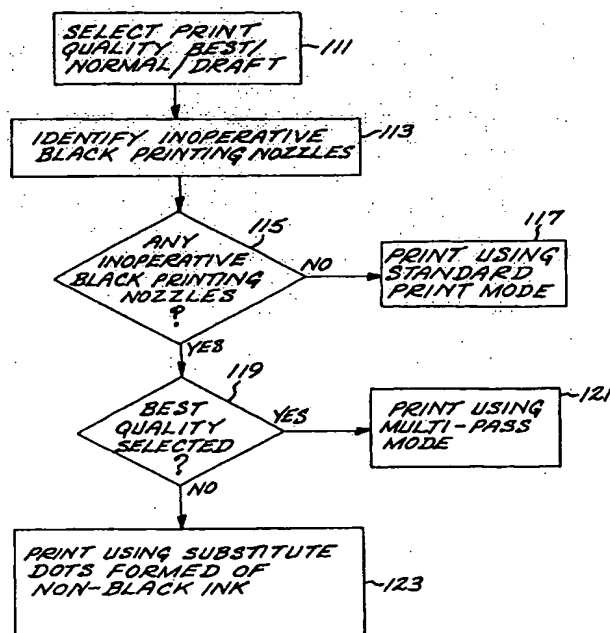 SELECT PRINT
QUALITY BEST/
NORMAL/DRAFT
111
IDENTIFY INOPERATIVE
BLACK PRINTING NOZZLES
113
ANY
INOPERATIVE
BLACK PRINTING
NOZZLES
?
115
NO
PRINT USING
STANDARD
PRINT MODE
117
YES
BEST
QUALITY
SELECTED
?
119
YES
PRINT USING
MULTI-PASS
MODE
121
NO
PRINT USING SUBSTITUTE
DOTS FORMED OF
NON-BLACK INK
123